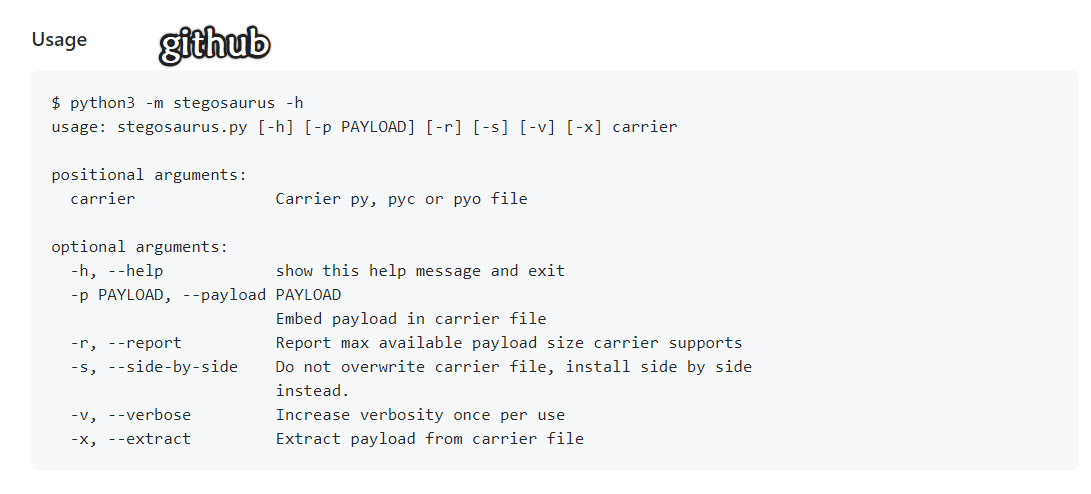 Usage
github
$ python3 -m stegosaurus -h
usage: stegosaurus.py [-h] [-p PAYLOAD] [-r] [-s] [-v] [-x] carrier
positional arguments:
carrier Carrier py, pyc or pyo file
optional arguments:
-h, --help show this help message and exit
-p PAYLOAD, --payload PAYLOAD
Embed payload in carrier file
-r, --report Report max available payload size carrier supports
-s, --side-by-side Do not overwrite carrier file, install side by side
instead.
-v, --verbose Increase verbosity once per use
-x, --extract Extract payload from carrier file